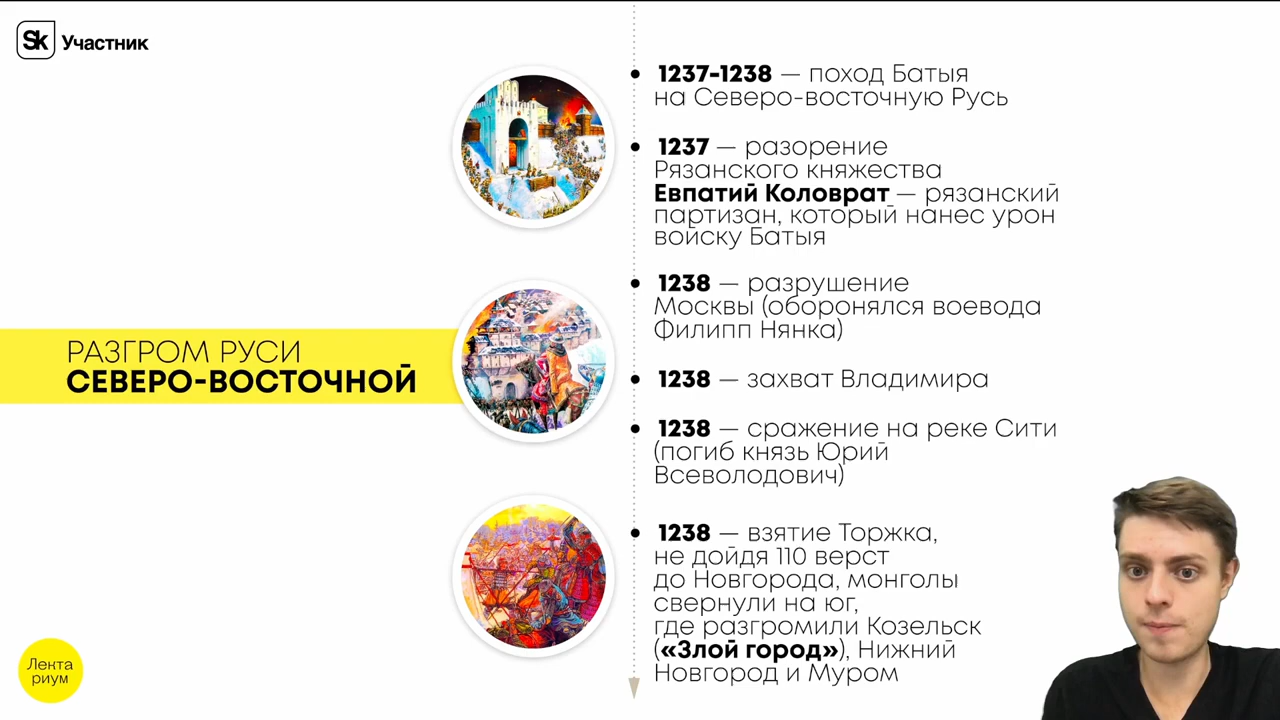 Sk Участник
1237-1238 — поход Батыя
на Северо-восточную Русь
1237 — разорение
Рязанского княжества
Евпатий Коловрат — рязанский
партизан, который нанес урон
войску Батыя
1238 — разрушение
Москвы (оборонялся воевода
Филипп Нянка)
РАЗГРОМ РУСИ
СЕВЕРО-ВОСТОЧНОЙ
1238 — захват Владимира
1238 — сражение на реке Сити
(погиб князь Юрий
Всеволодович)
1238 — взятие Торжка,
не дойдя 110 верст
до Новгорода, монголы
свернули на юг,
где разгромили Козельск
(«Злой город»), Нижний
Новгород и Муром
Лента
риум